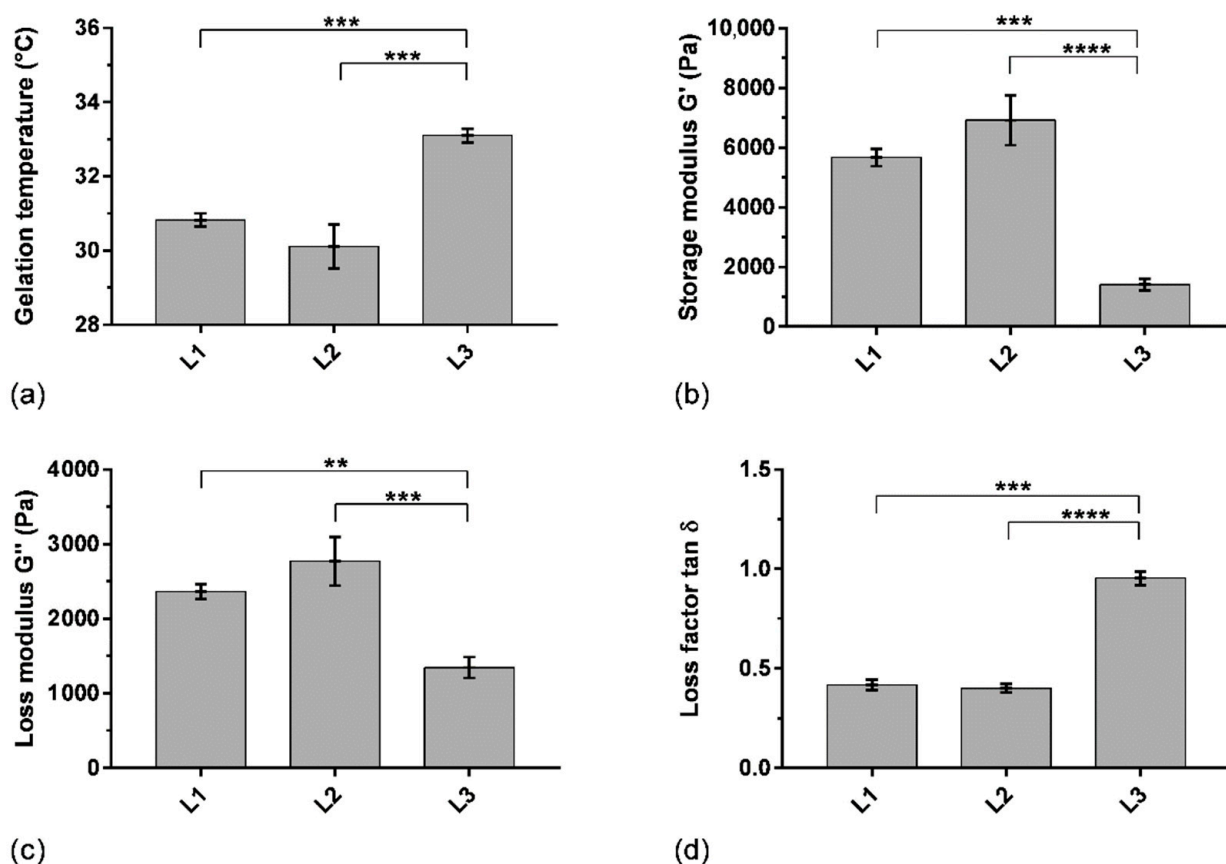 Gelation temperature (°C)
36
34
33
32
30
28
***
***
L1
L2
L3
(a)
Storage modulus G' (Pa)
10,000
8000
6000
4000
2000
0
***
****
L1
L2
L3
(b)
Loss modulus G'' (Pa)
4000
3000
2000
1000
0
**
***
L1
L2
L3
(c)
Loss factor tan δ
1.5
1.0
0.5
0.0
***
****
L1
L2
L3
(d)